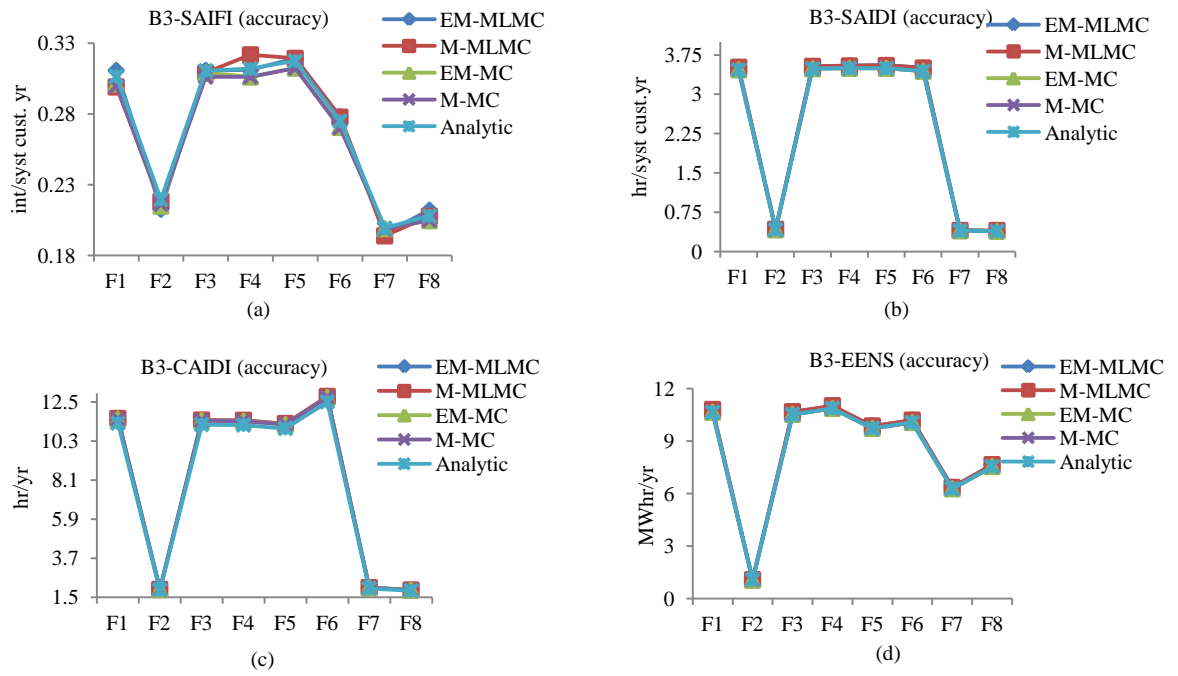 B3-SAIFI (accuracy)
int/syst cust. yr
0.33
0.28
0.23
0.18
F1 F2 F3 F4 F5 F6 F7 F8
EM-MLMC
M-MLMC
EM-MC
M-MC
Analytic
(a)
B3-SAIDI (accuracy)
hr/syst cust.yr
3.75
3
2.25
1.5
0.75
0
F1 F2 F3 F4 F5 F6 F7 F8
EM-MLMC
M-MLMC
EM-MC
M-MC
Analytic
(b)
B3-CAIDI (accuracy)
hr/yr
12.5
10.3
8.1
5.9
3.7
1.5
F1 F2 F3 F4 F5 F6 F7 F8
EM-MLMC
M-MLMC
EM-MC
M-MC
Analytic
(c)
B3-EENS (accuracy)
MWhr/yr
12
9
6
3
0
F1 F2 F3 F4 F5 F6 F7 F8
EM-MLMC
M-MLMC
EM-MC
M-MC
Analytic
(d)